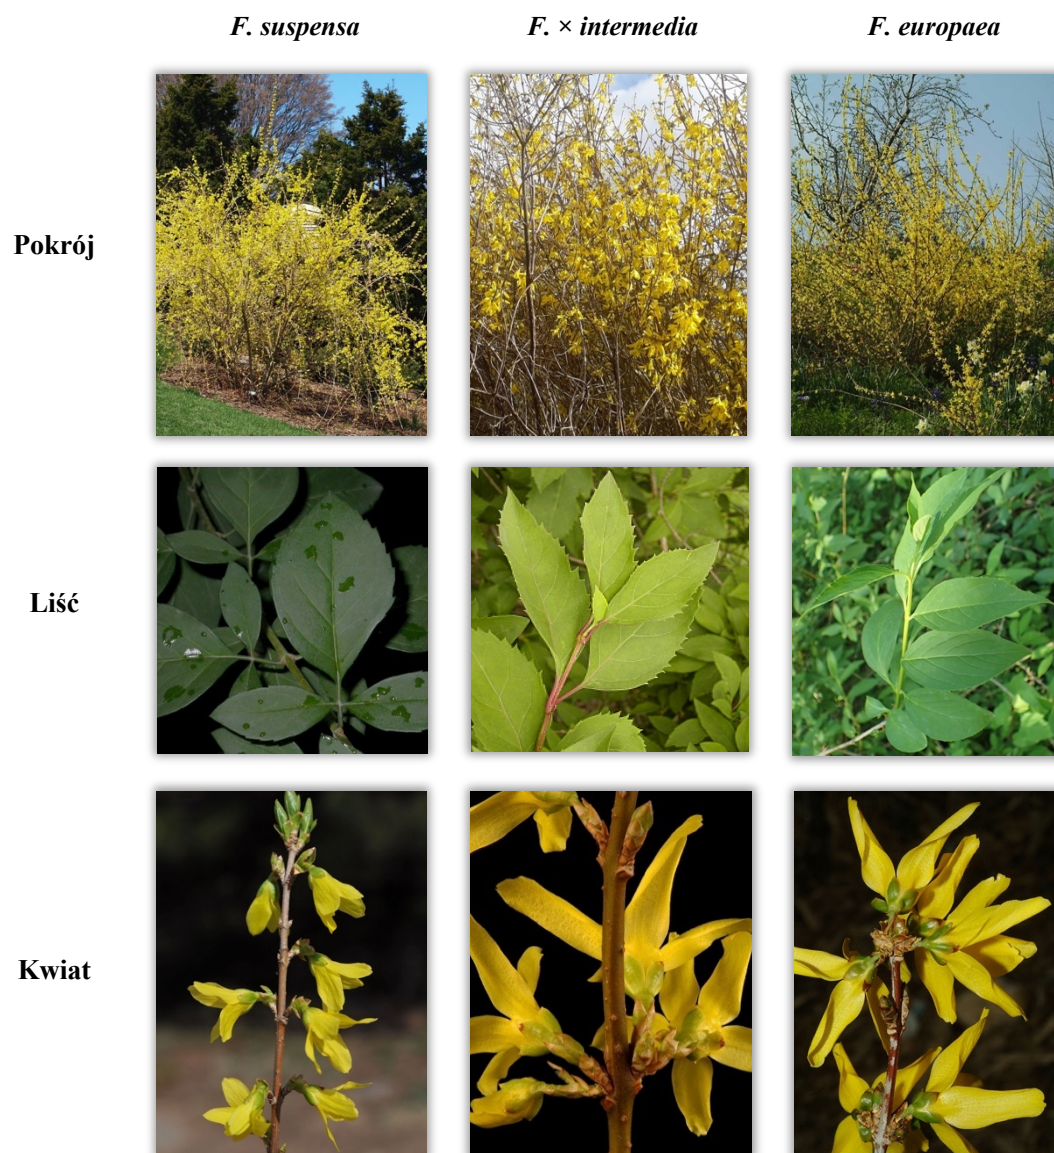 F. suspensa F. × intermedia F. europaea
Pokrój
Liść
Kwiat